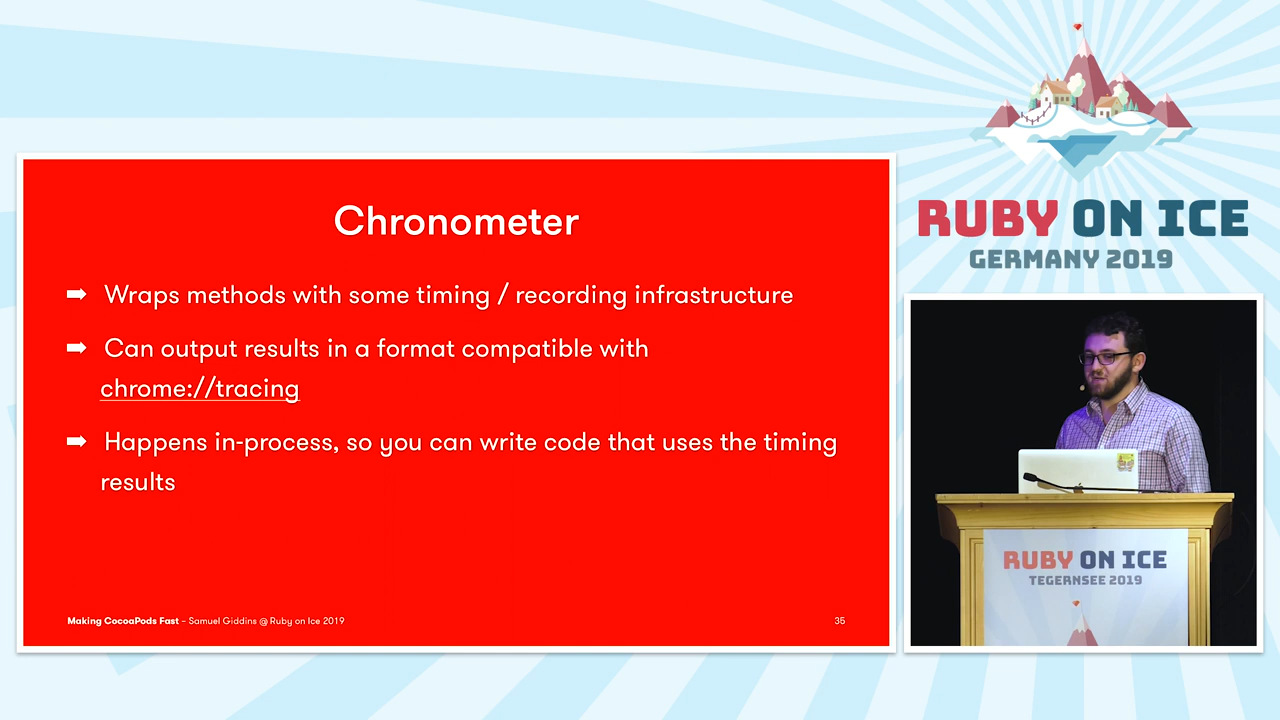 Chronometer
➡ Wraps methods with some timing / recording infrastructure
➡ Can output results in a format compatible with
chrome://tracing
➡ Happens in-process, so you can write code that uses the timing
results
Making CocoaPods Fast – Samuel Giddins @ Ruby on Ice 2019
35
RUBY ON ICE
GERMANY 2019
RUBY ON ICE
TEGERNSEE 2019